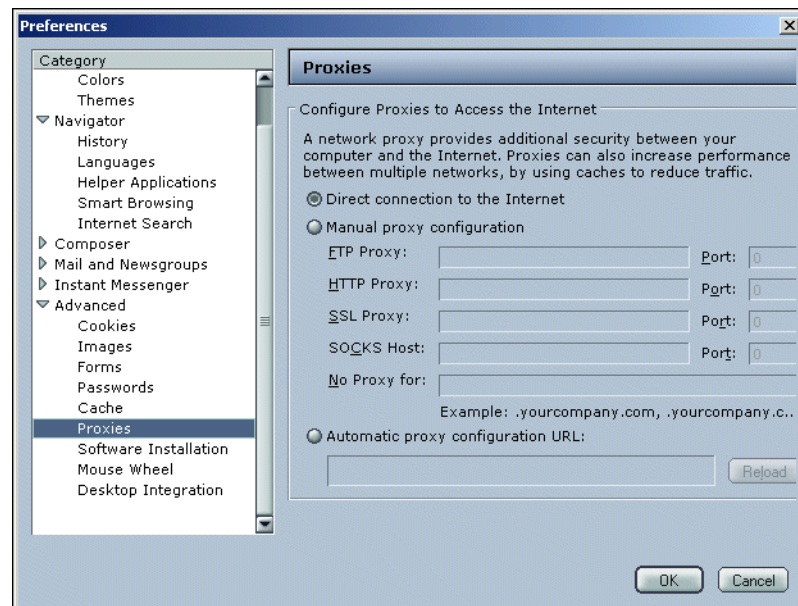 Preferences
Category
Colors
Themes
Navigator
History
Languages
Helper Applications
Smart Browsing
Internet Search
Composer
Mail and Newsgroups
Instant Messenger
Advanced
Cookies
Images
Forms
Passwords
Cache
Proxies
Software Installation
Mouse Wheel
Desktop Integration
Proxies
Configure Proxies to Access the Internet
A network proxy provides additional security between your
computer and the Internet. Proxies can also increase performance
between multiple networks, by using caches to reduce traffic.
Direct connection to the Internet
Manual proxy configuration
FTP Proxy: Port: 0
HTTP Proxy: Port: 0
SSL Proxy: Port: 0
SOCKS Host: Port: 0
No Proxy for:
Example: .yourcompany.com, .yourcompany.c..
Automatic proxy configuration URL:
Reload
OK Cancel